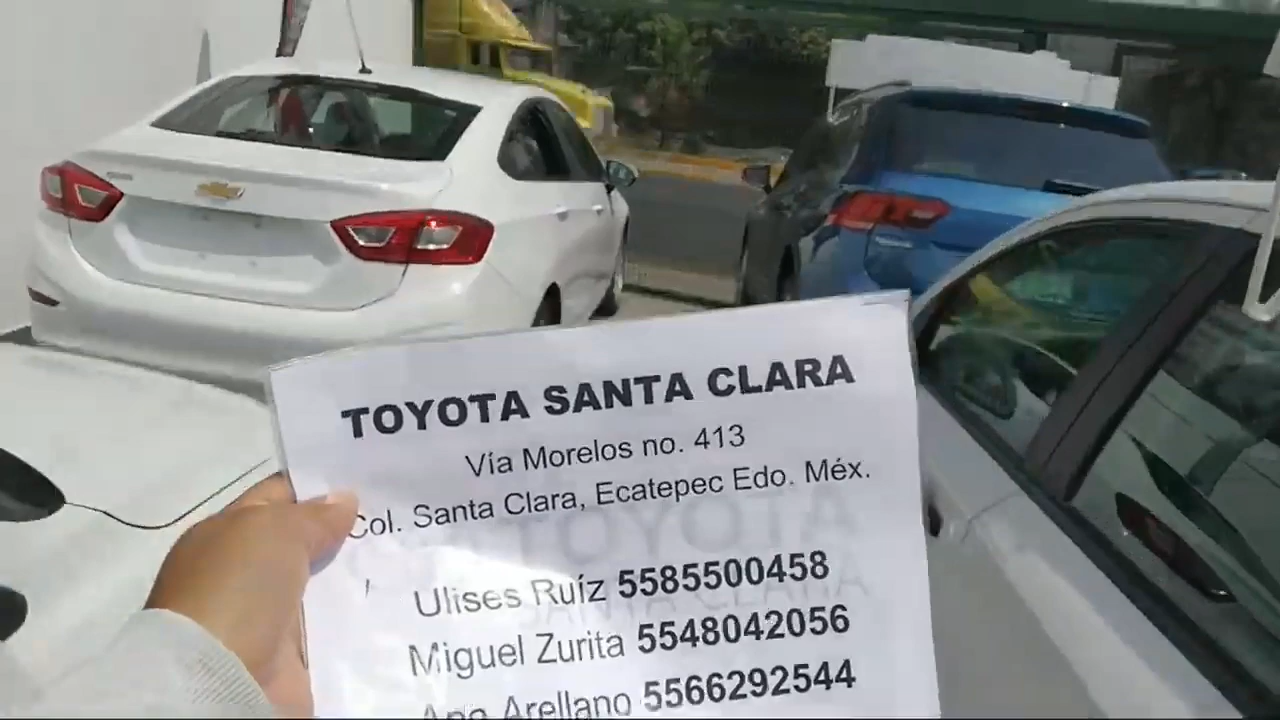 TOYOTA SANTA CLARA
Vía Morelos no. 413
Col. Santa Clara, Ecatepec Edo. Méx.
Ulises Ruíz 5585500458
Miguel Zurita 5548042056
Arellano 5566292544